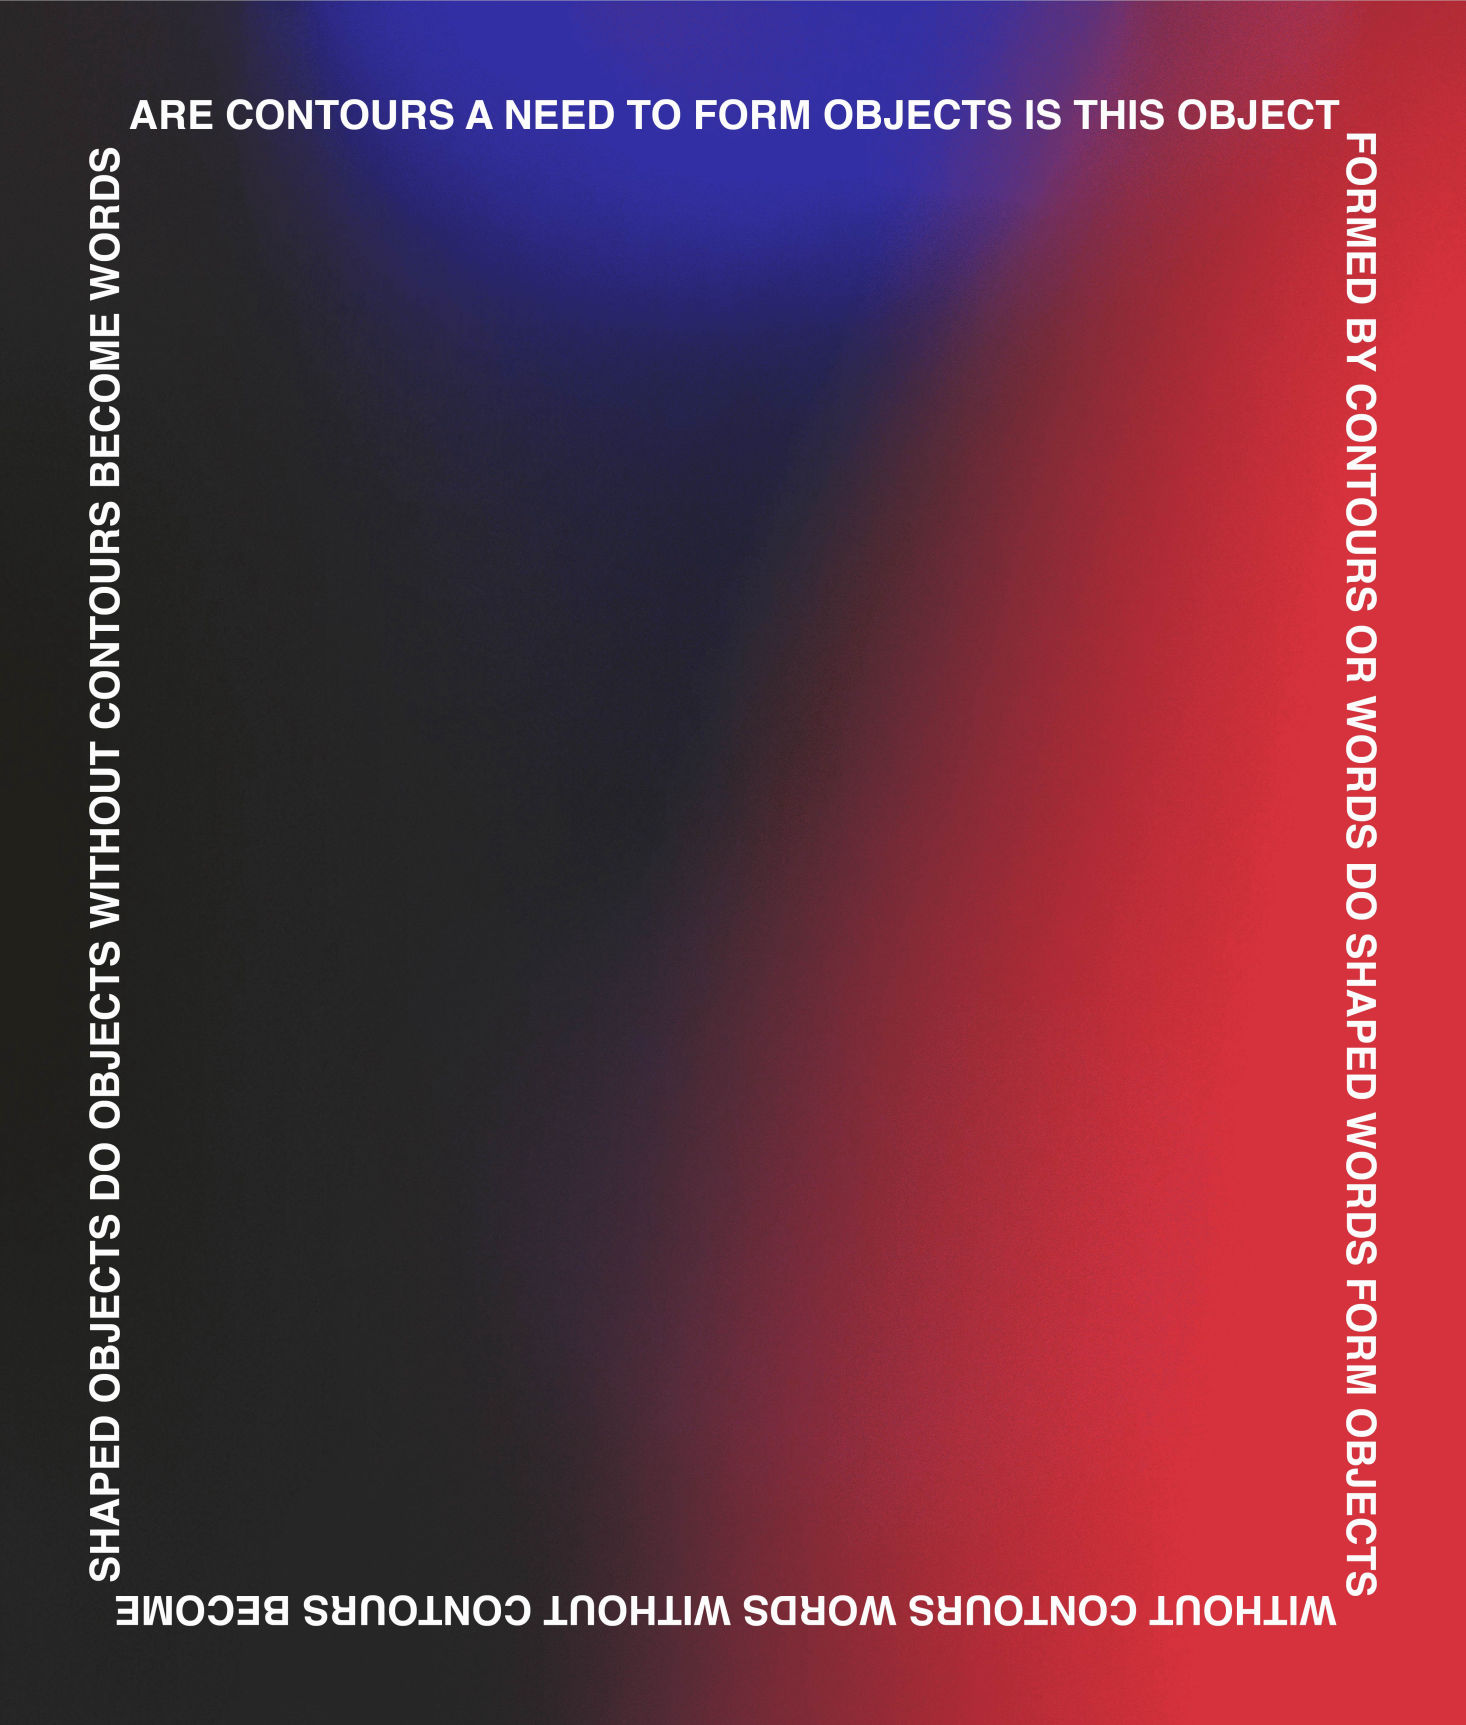 ARE CONTOURS A NEED TO FORM OBJECTS IS THIS OBJECT
FORMED BY CONTOURS OR WORDS DO SHAPED WORDS FORM OBJECTS
WITHOUT CONTOURS WORDS WITHOUT CONTOURS BECOME
SHAPED OBJECTS DO OBJECTS WITHOUT CONTOURS BECOME WORDS